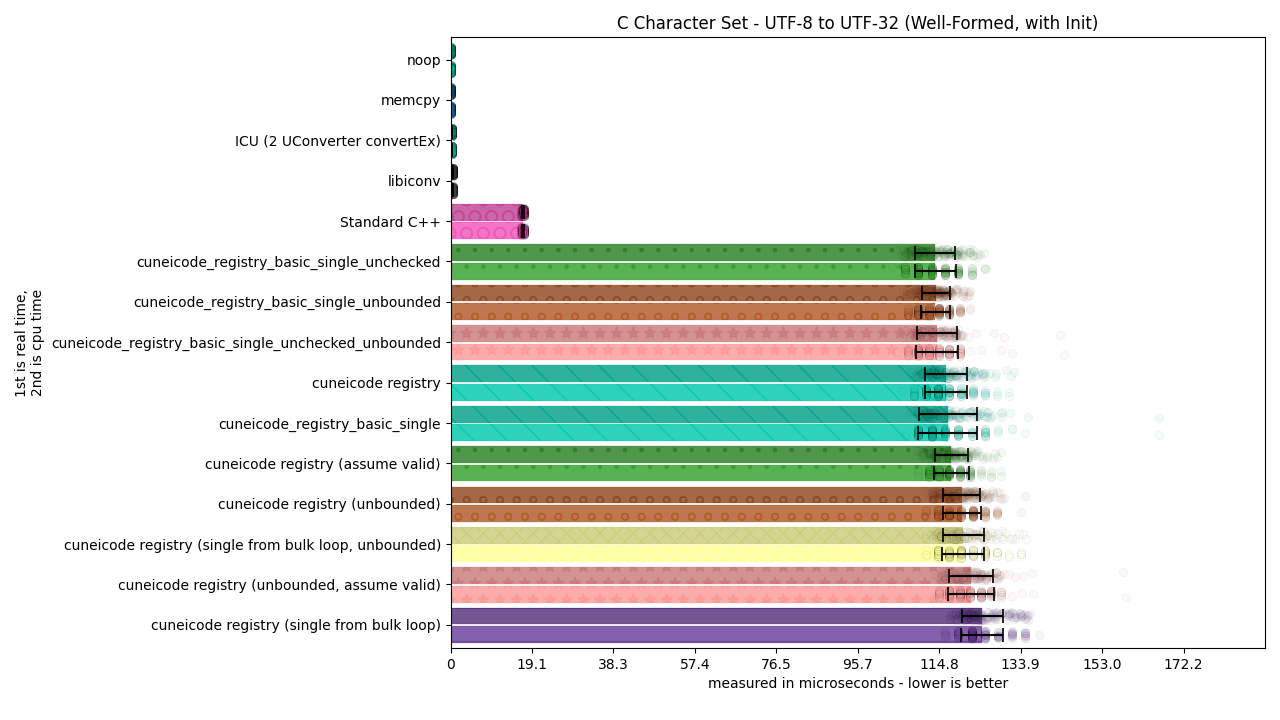 C Character Set - UTF-8 to UTF-32 (Well-Formed, with Init)
noop
memcpy
ICU (2 UConverter convertEx)
libiconv
Standard C++
cuneicode_registry_basic_single_unchecked
cuneicode_registry_basic_single_unbounded
cuneicode_registry_basic_single_unchecked_unbounded
cuneicode registry
cuneicode_registry_basic_single
cuneicode registry (assume valid)
cuneicode registry (unbounded)
cuneicode registry (single from bulk loop, unbounded)
cuneicode registry (unbounded, assume valid)
cuneicode registry (single from bulk loop)
1st is real time,
2nd is cpu time
0 19.1 38.3 57.4 76.5 95.7 114.8 133.9 153.0 172.2
measured in microseconds - lower is better